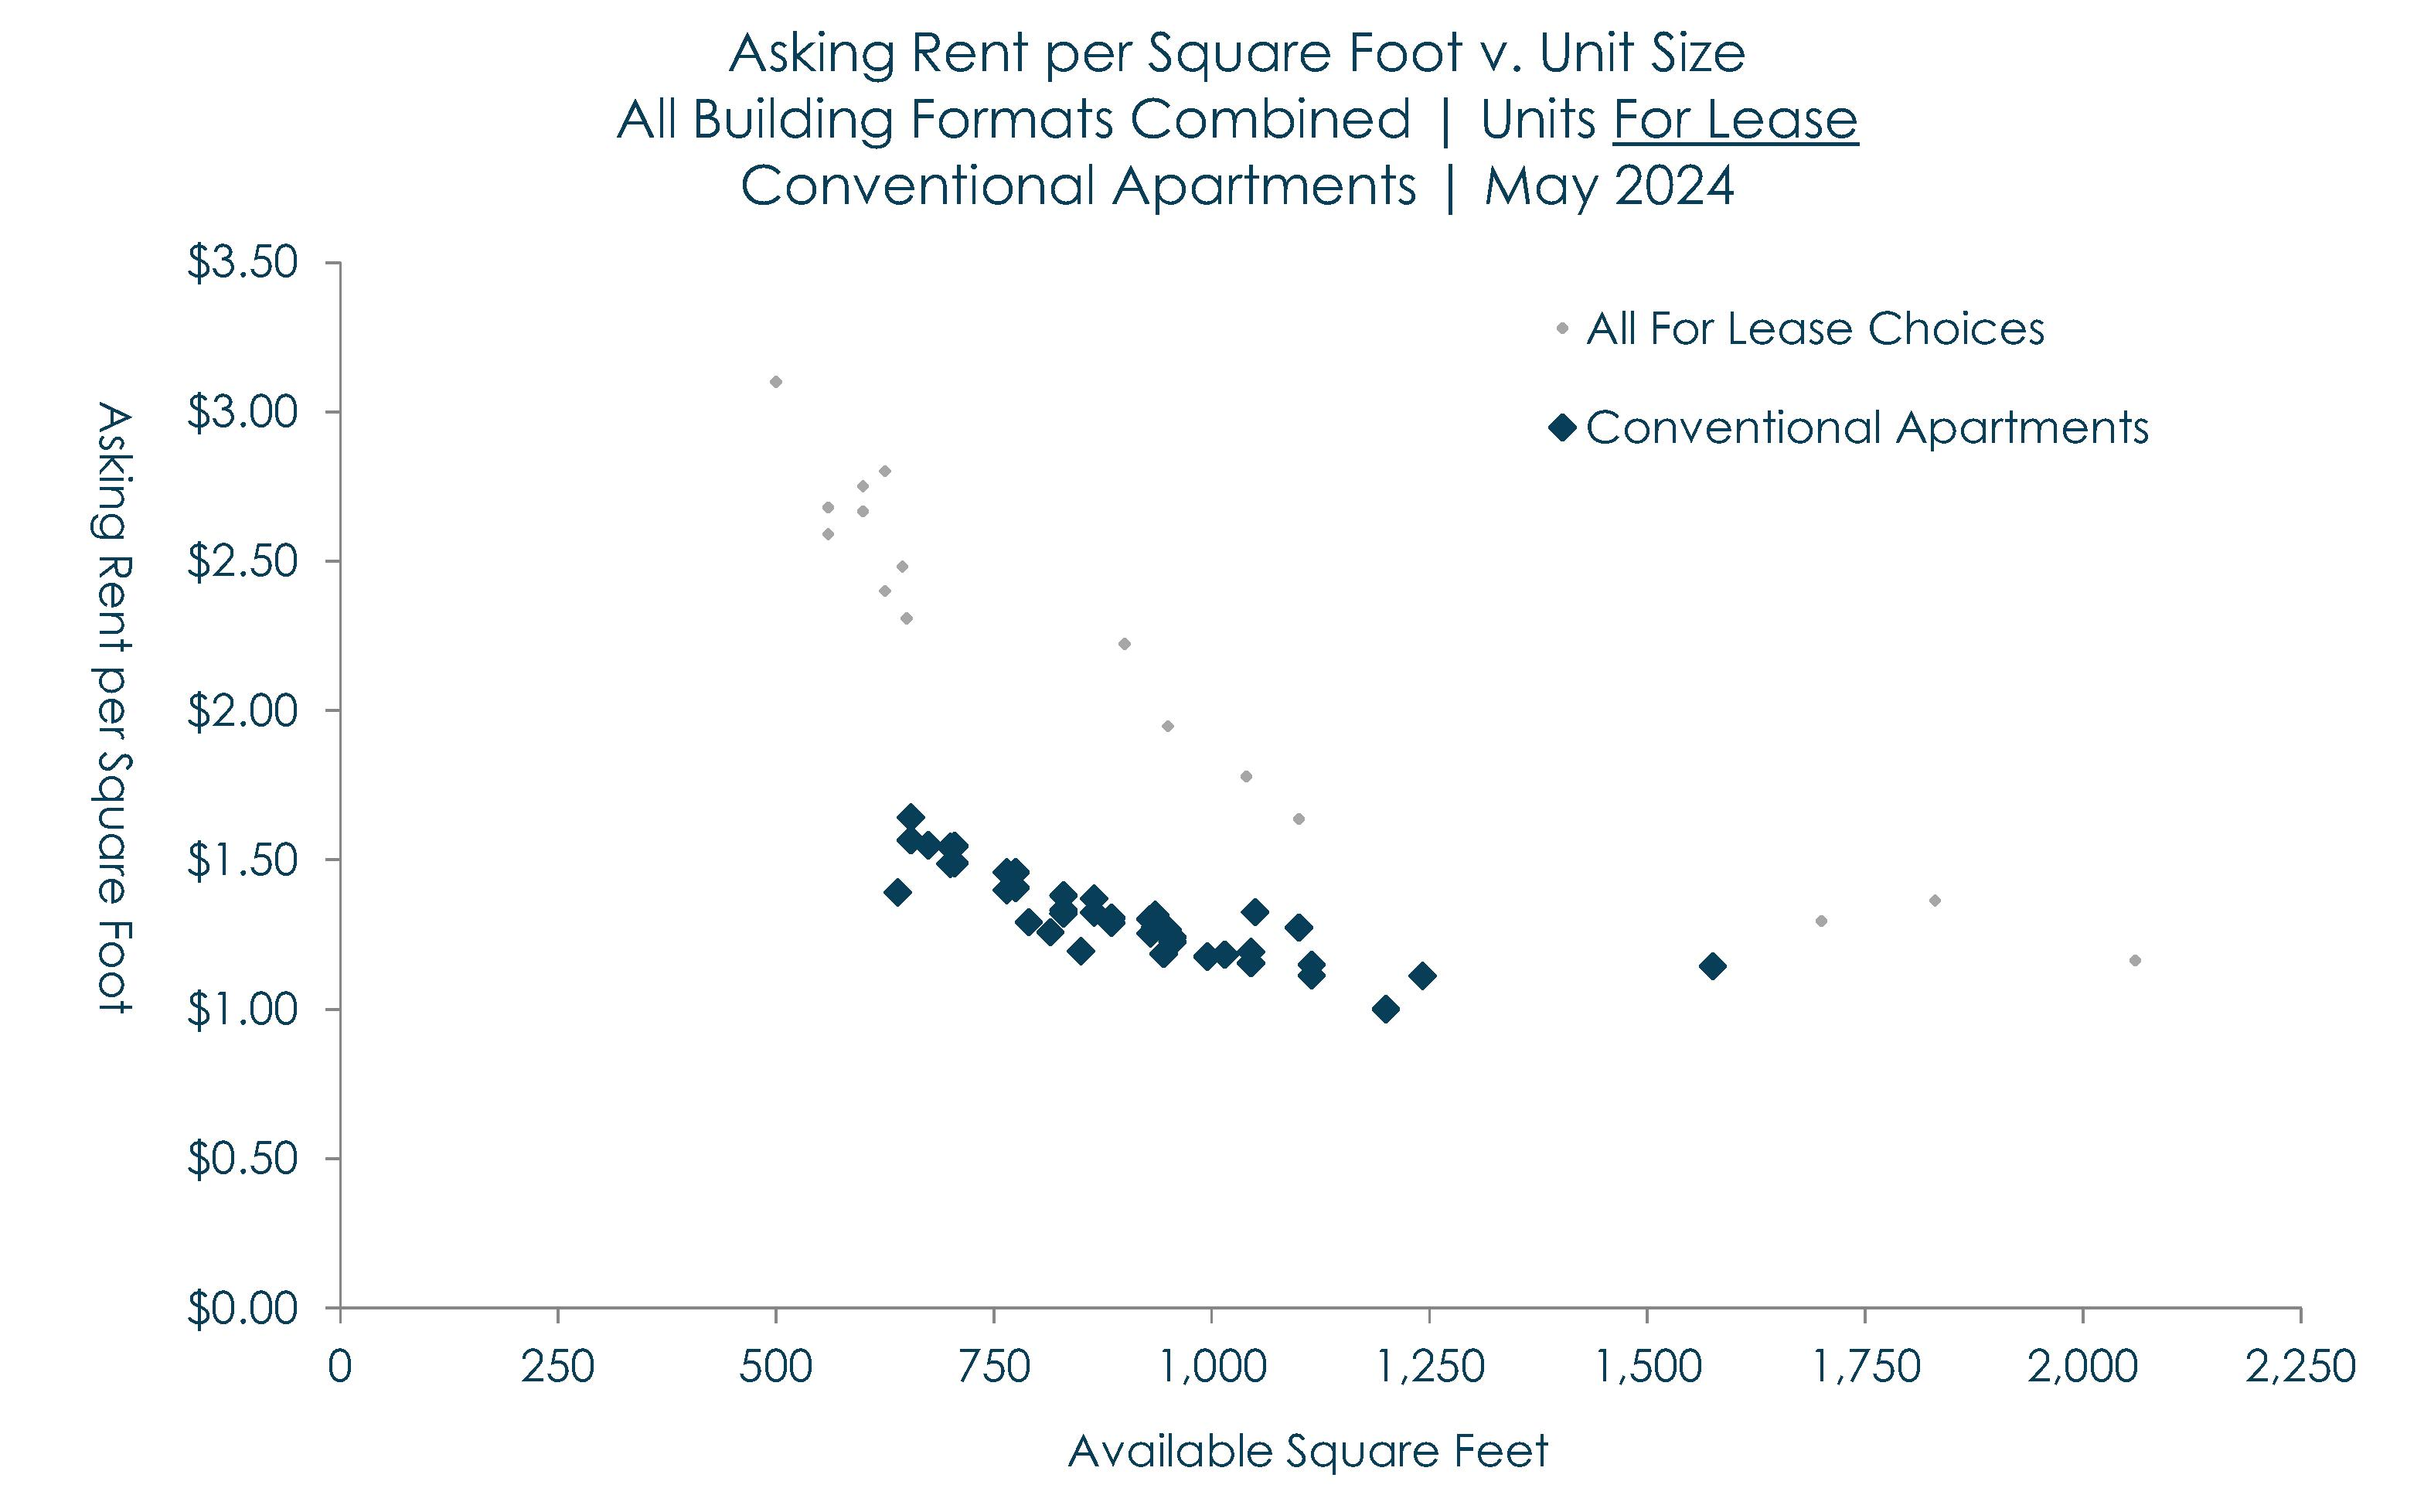 Asking Rent per Square Foot v. Unit Size
All Building Formats Combined | Units For Lease
Conventional Apartments | May 2024
$3.50
$3.00
$2.50
$2.00
$1.50
$1.00
$0.50
$0.00
Asking Rent per Square Foot
All For Lease Choices
Conventional Apartments
0 250 500 750 1,000 1,250 1,500 1,750 2,000 2,250
Available Square Feet